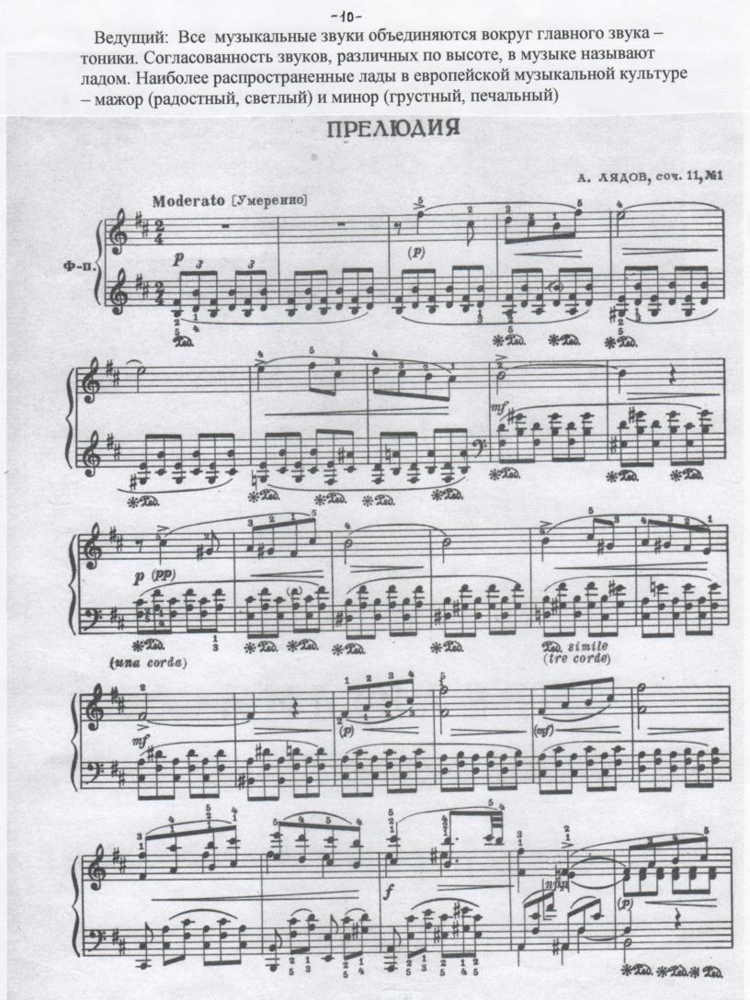 -10-
Ведущий: Все музыкальные звуки объединяются вокруг главного звука –
тоники. Согласованность звуков, различных по высоте, в музыке называют
ладом. Наиболее распространенные лады в европейской музыкальной культуре
– мажор (радостный, светлый) и минор (грустный, печальный)
ПРЕЛЮДИЯ
А. ЛЯДОВ, соч. 11, №1
Moderato [Умеренно]
Ф-п.
p
(p)
mf
p (pp)
(una corda)
simile
(tre corde)
mf
(p)
(mf)
f
(p)